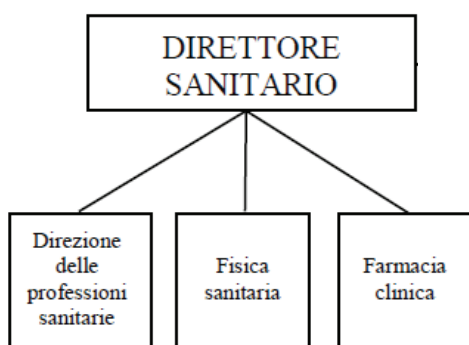 DIRETTORE
SANITARIO
Direzione
delle
professioni
sanitarie
Fisica
sanitaria
Farmacia
clinica